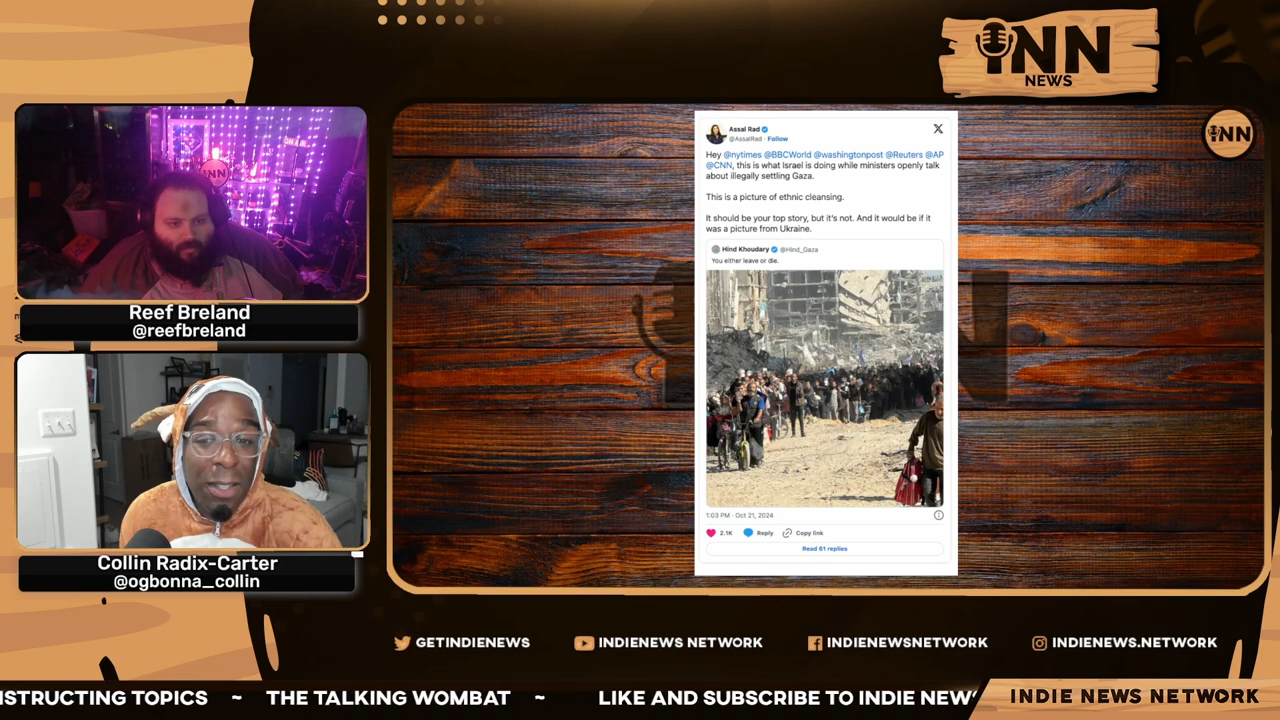 INN
NEWS
INN
INN
Reef Breland
@reefbreland
Collin Radix-Carter
@ogbonna_collin
Assal Rad
@AssalRad · Follow
Hey @nytimes @BBCWorld @washingtonpost @Reuters @AP
@CNN, this is what Israel is doing while ministers openly talk
about illegally settling Gaza.
This is a picture of ethnic cleansing.
It should be your top story, but it's not. And it would be if it
was a picture from Ukraine.
Hind Khoudary @Hind_Gaza
You either leave or die.
1:03 PM · Oct 21, 2024
2.1K Reply Copy link
Read 61 replies
GETINDIENEWS INDIENEWS NETWORK INDIENEWSNETWORK INDIENEWS.NETWORK
NSTRUCTING TOPICS ~ THE TALKING WOMBAT ~ LIKE AND SUBSCRIBE TO INDIE NEW
INDIE NEWS NETWORK